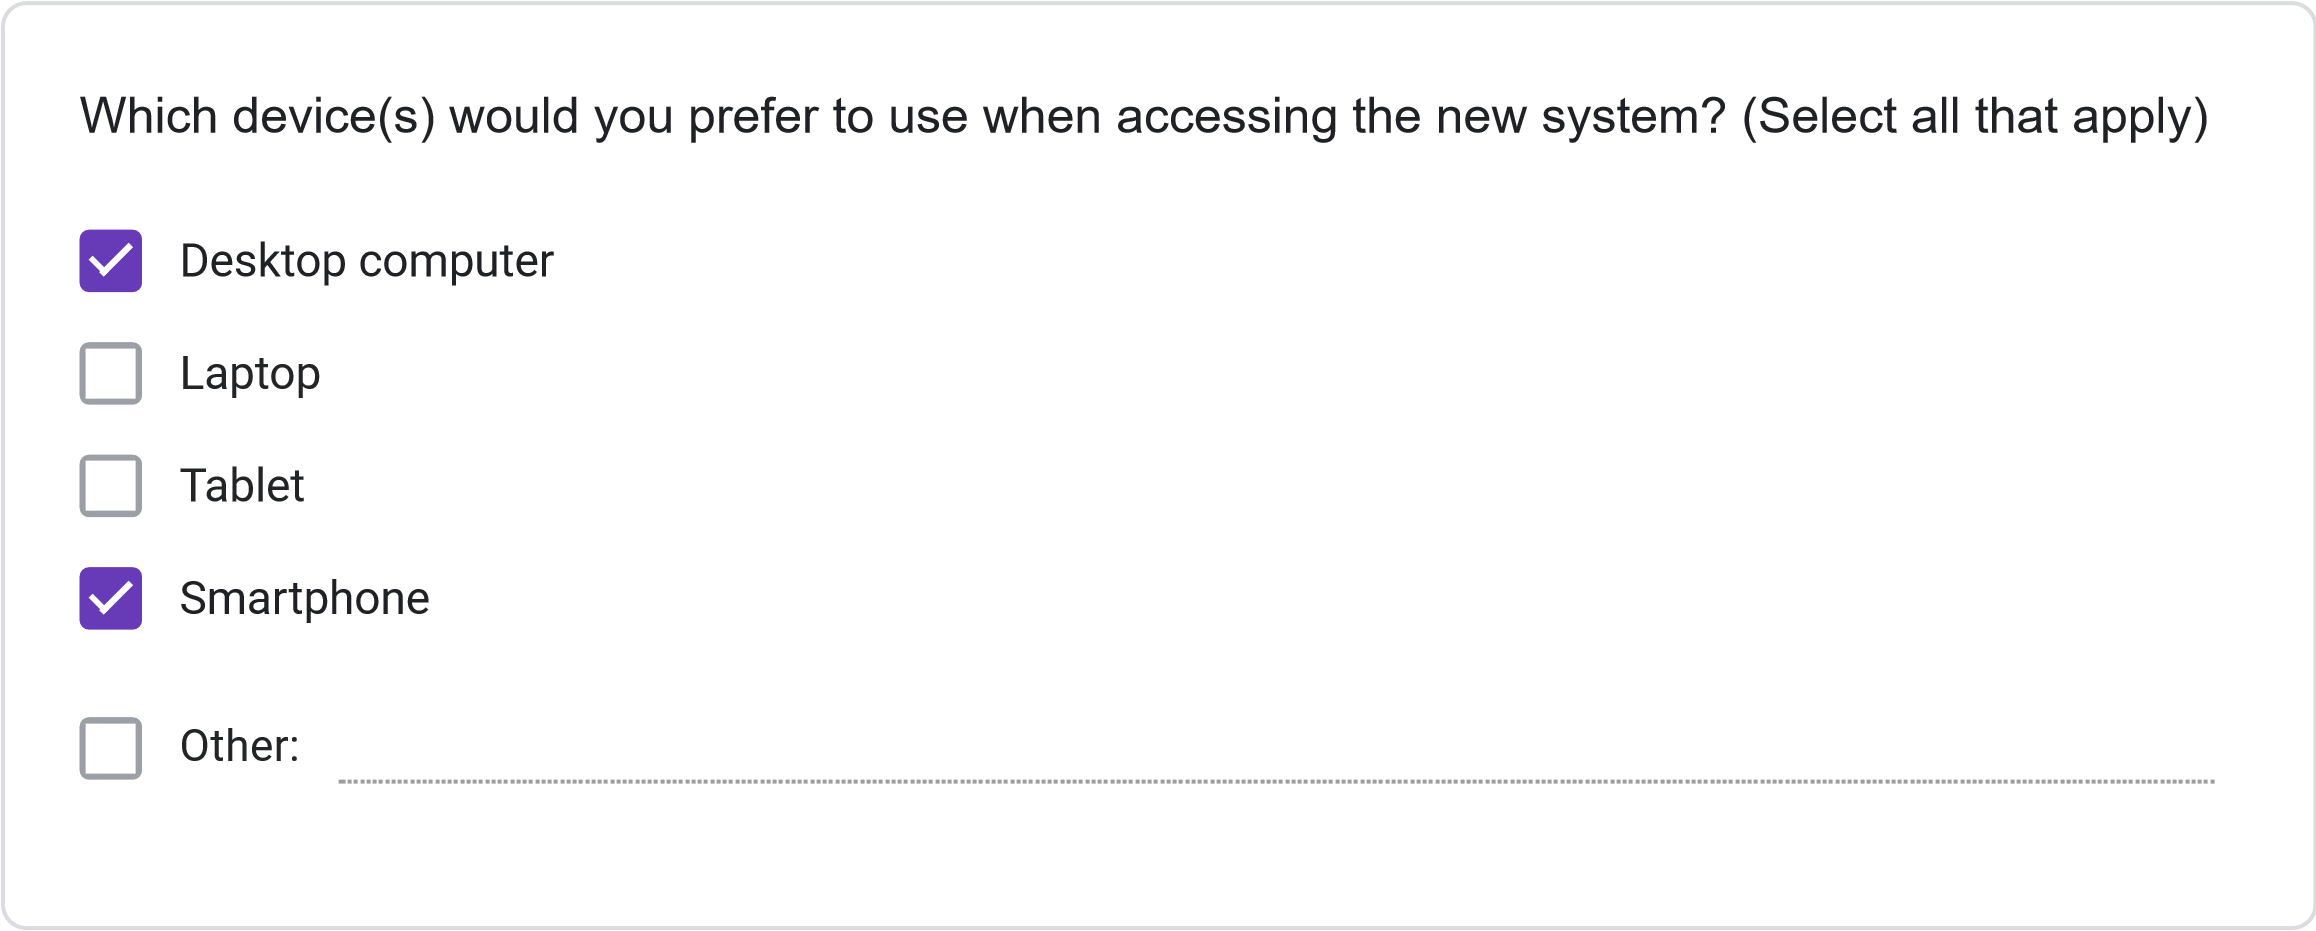 Which device(s) would you prefer to use when accessing the new system? (Select all that apply)
Desktop computer
Laptop
Tablet
Smartphone
Other: